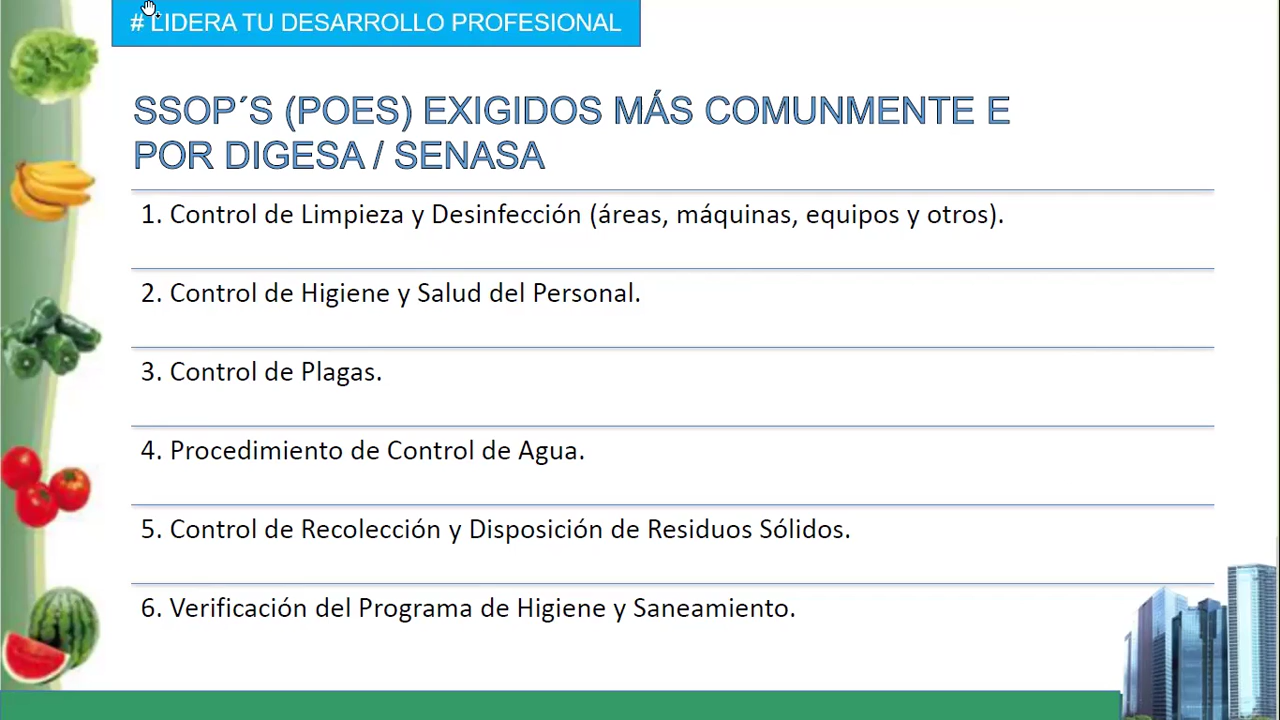 # LIDERA TU DESARROLLO PROFESIONAL
SSOP´S (POES) EXIGIDOS MÁS COMUNMENTE E
POR DIGESA / SENASA
1. Control de Limpieza y Desinfección (áreas, máquinas, equipos y otros).
2. Control de Higiene y Salud del Personal.
3. Control de Plagas.
4. Procedimiento de Control de Agua.
5. Control de Recolección y Disposición de Residuos Sólidos.
6. Verificación del Programa de Higiene y Saneamiento.